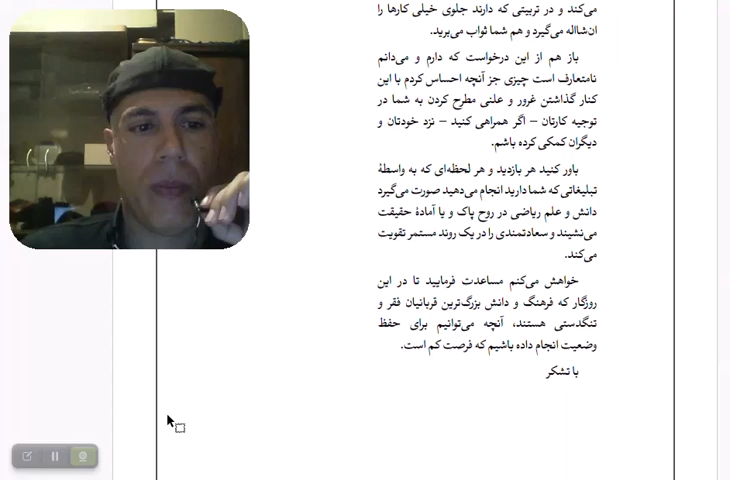 می‌کند و در تربیتی که دارند جلوی خیلی کارها را
ان‌شااله می‌گیرد و هم شما ثواب می‌برید.
باز هم از این درخواست که دارم و می‌دانم
نامتعارف است چیزی جز آنچه احساس کردم با این
کنار گذاشتن غرور و علنی مطرح کردن به شما در
توجیه کارتان – اگر همراهی کنید – نزد خودتان و
دیگران کمکی کرده باشم.
باور کنید هر بازدید و هر لحظه‌ای که به واسطۀ
تبلیغاتی که شما دارید انجام می‌دهید صورت می‌گیرد
دانش و علم ریاضی در روح پاک و یا آمادۀ حقیقت
می‌نشیند و سعادتمندی را در یک روند مستمر تقویت
می‌کند.
خواهش می‌کنم مساعدت فرمایید تا در این
روزگار که فرهنگ و دانش بزرگ‌ترین قربانیان فقر و
تنگدستی هستند، آنچه می‌توانیم برای حفظ
وضعیت انجام داده باشیم که فرصت کم است.
با تشکر